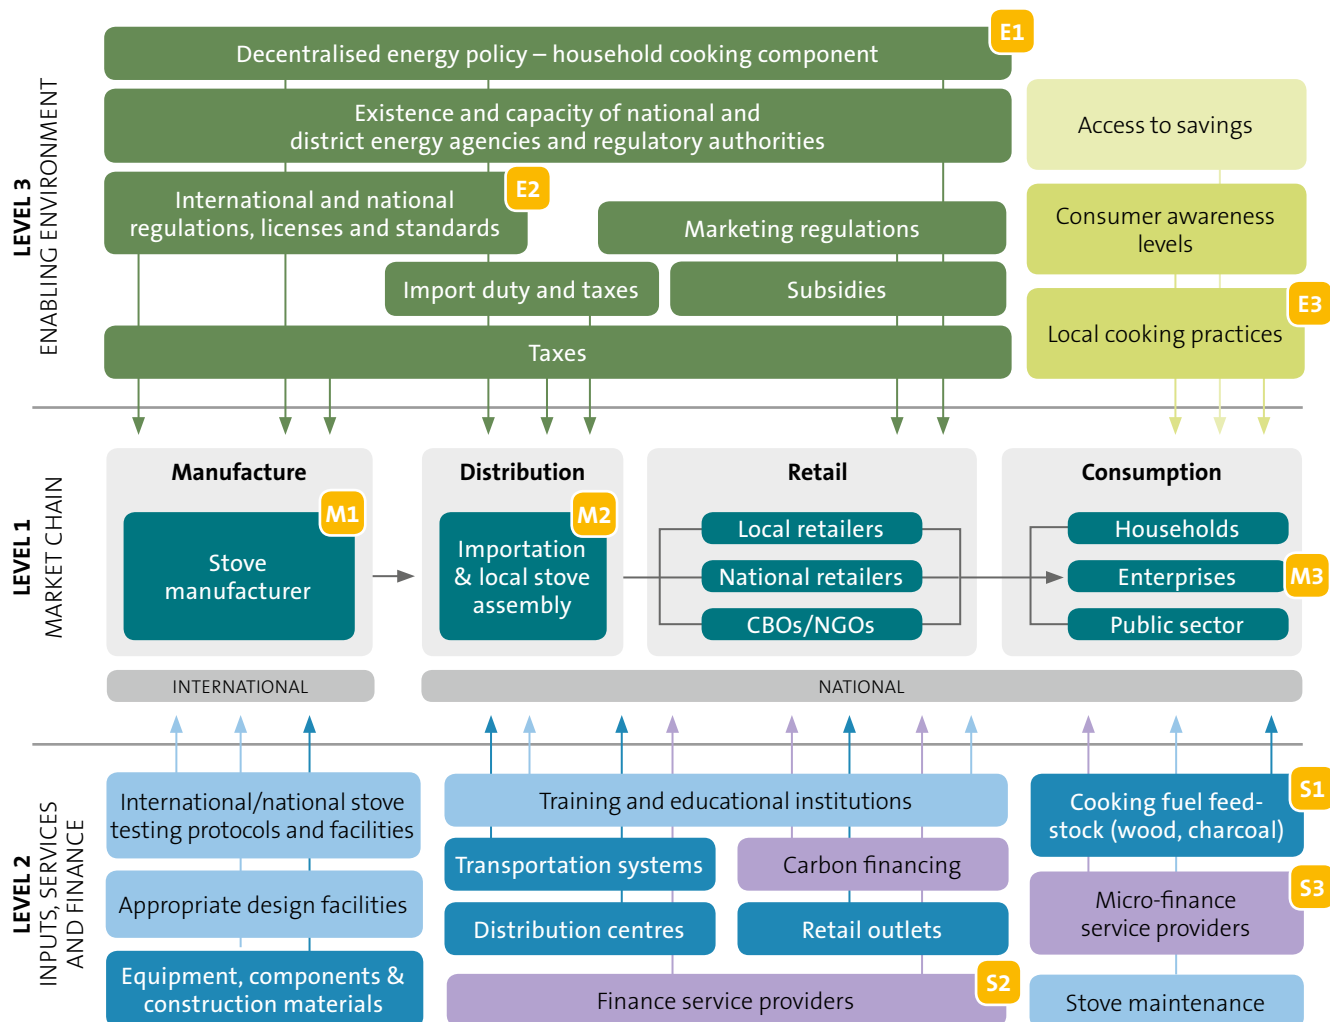 LEVEL 3
ENABLING ENVIRONMENT
Decentralised energy policy – household cooking component
E1
Existence and capacity of national and
district energy agencies and regulatory authorities
International and national
regulations, licenses and standards
E2
Marketing regulations
Import duty and taxes
Subsidies
Taxes
Access to savings
Consumer awareness
levels
Local cooking practices
E3
LEVEL 1
MARKET CHAIN
Manufacture
M1
Stove
manufacturer
Distribution
M2
Importation
& local stove
assembly
Retail
Local retailers
National retailers
CBOs/NGOs
Consumption
Households
Enterprises
M3
Public sector
INTERNATIONAL
NATIONAL
LEVEL 2
INPUTS, SERVICES
AND FINANCE
International/national stove
testing protocols and facilities
Appropriate design facilities
Equipment, components &
construction materials
Training and educational institutions
Transportation systems
Carbon financing
Distribution centres
Retail outlets
Finance service providers
S2
Cooking fuel feed-
stock (wood, charcoal)
S1
Micro-finance
service providers
S3
Stove maintenance